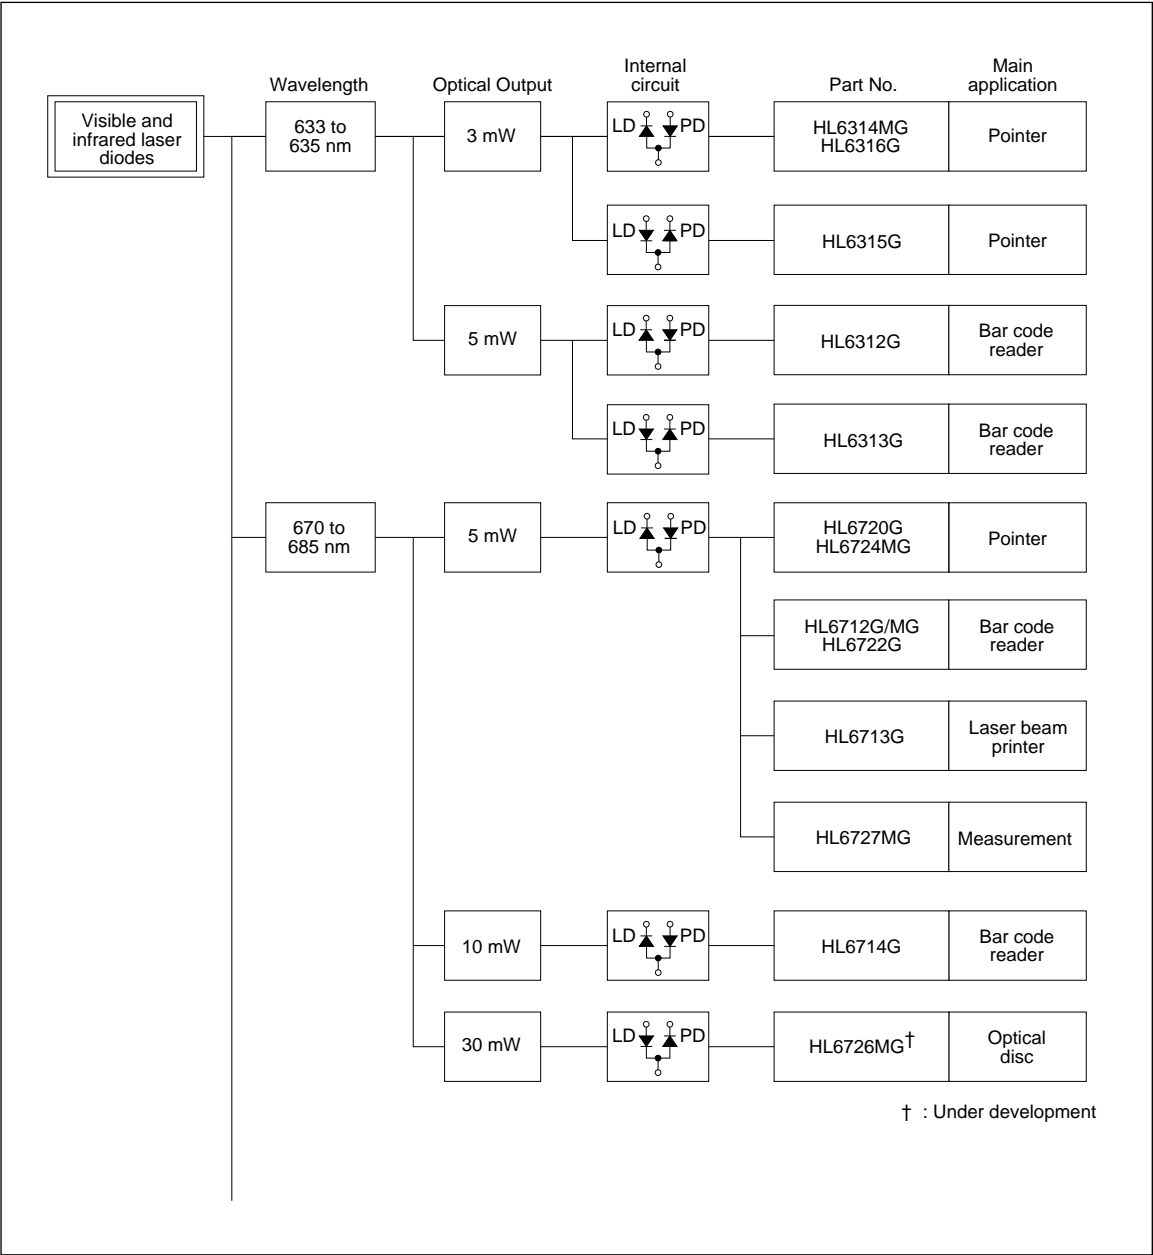 Wavelength
Optical Output
Internal
circuit
Part No.
Main
application
Visible and
infrared laser
diodes
633 to
635 nm
3 mW
LD PD
HL6314MG
HL6316G
Pointer
LD PD
HL6315G
Pointer
5 mW
LD PD
HL6312G
Bar code
reader
LD PD
HL6313G
Bar code
reader
670 to
685 nm
5 mW
LD PD
HL6720G
HL6724MG
Pointer
HL6712G/MG
HL6722G
Bar code
reader
HL6713G
Laser beam
printer
HL6727MG
Measurement
10 mW
LD PD
HL6714G
Bar code
reader
30 mW
LD PD
HL6726MG†
Optical
disc
† : Under development